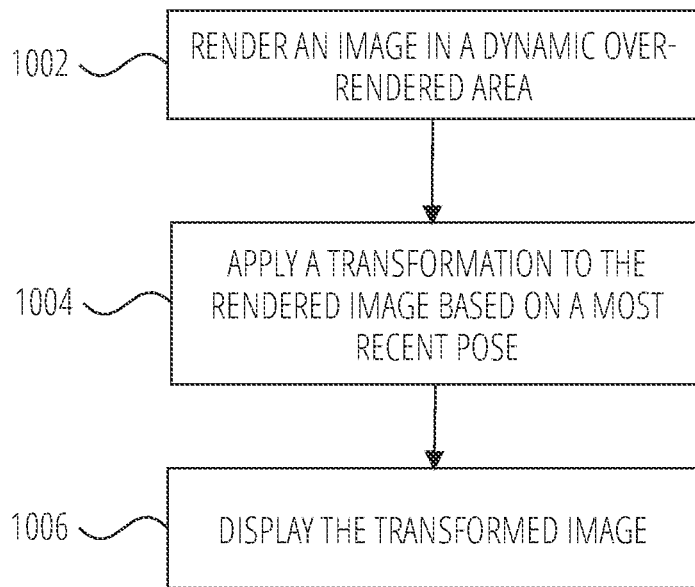 1002
RENDER AN IMAGE IN A DYNAMIC OVER-
RENDERED AREA
1004
APPLY A TRANSFORMATION TO THE
RENDERED IMAGE BASED ON A MOST
RECENT POSE
1006
DISPLAY THE TRANSFORMED IMAGE